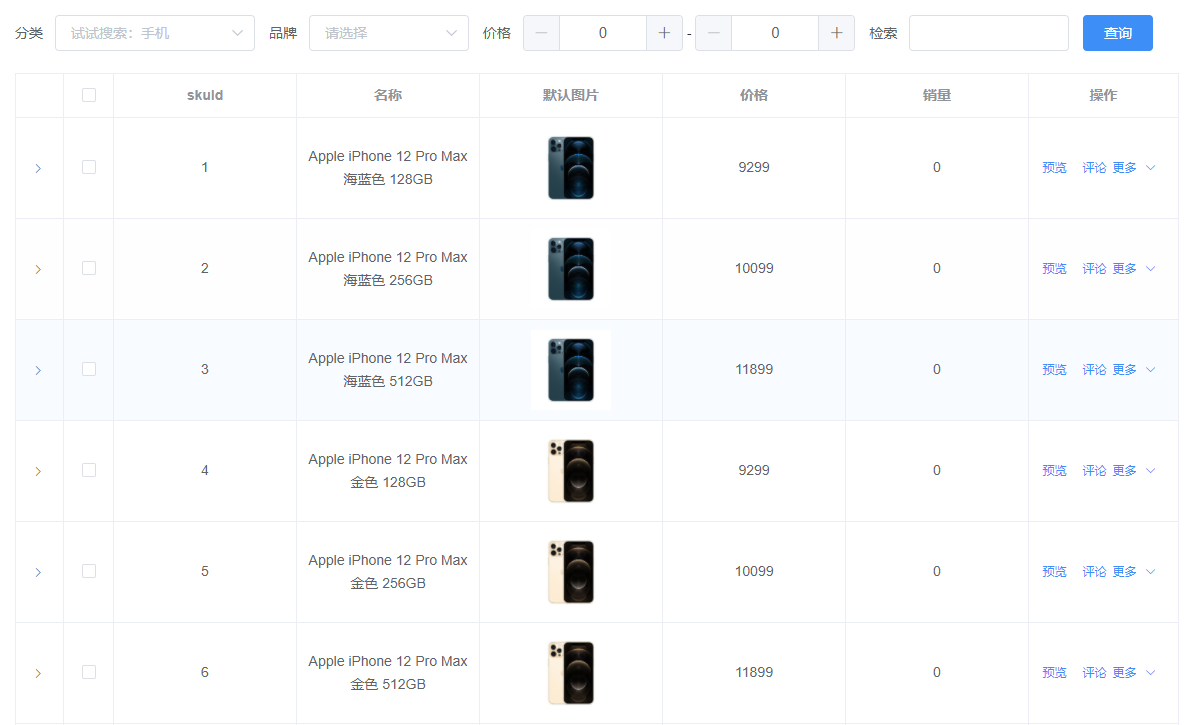 分类 试试搜索：手机 品牌 请选择 价格 0 - 0 检索 查询
skuId 名称 默认图片 价格 销量 操作
1 Apple iPhone 12 Pro Max 9299 0 预览 评论 更多
海蓝色 128GB
2 Apple iPhone 12 Pro Max 10099 0 预览 评论 更多
海蓝色 256GB
3 Apple iPhone 12 Pro Max 11899 0 预览 评论 更多
海蓝色 512GB
4 Apple iPhone 12 Pro Max 9299 0 预览 评论 更多
金色 128GB
5 Apple iPhone 12 Pro Max 10099 0 预览 评论 更多
金色 256GB
6 Apple iPhone 12 Pro Max 11899 0 预览 评论 更多
金色 512GB